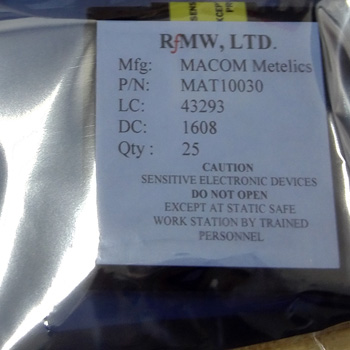 RfMW, LTD.
Mfg: MACOM Metelics
P/N: MAT10030
LC: 43293
DC: 1608
Qty : 25
CAUTION
SENSITIVE ELECTRONIC DEVICES
DO NOT OPEN
EXCEPT AT STATIC SAFE
WORK STATION BY TRAINED
PERSONNEL